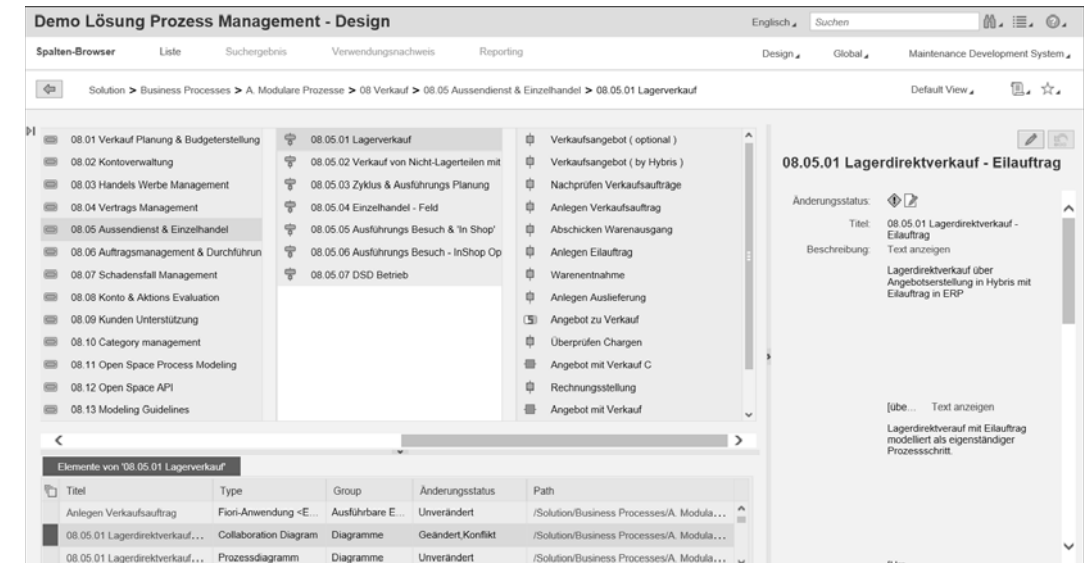 Demo Lösung Prozess Management - Design
Englisch
Suchen
Spalten-Browser Liste Suchergebnis Verwendungsnachweis Reporting
Design Global Maintenance Development System
Solution > Business Processes > A. Modulare Prozesse > 08 Verkauf > 08.05 Aussendienst & Einzelhandel > 08.05.01 Lagerverkauf
Default View
08.01 Verkauf Planung & Budgeterstellung
08.02 Kontoverwaltung
08.03 Handels Werbe Management
08.04 Vertrags Management
08.05 Aussendienst & Einzelhandel
08.06 Auftragsmanagement & Durchführun
08.07 Schadensfall Management
08.08 Konto & Aktions Evaluation
08.09 Kunden Unterstützung
08.10 Category management
08.11 Open Space Process Modeling
08.12 Open Space API
08.13 Modeling Guidelines
08.05.01 Lagerverkauf
08.05.02 Verkauf von Nicht-Lagerteilen mit
08.05.03 Zyklus & Ausführungs Planung
08.05.04 Einzelhandel - Feld
08.05.05 Ausführungs Besuch & 'In Shop'
08.05.06 Ausführungs Besuch - InShop Op
08.05.07 DSD Betrieb
Verkaufsangebot ( optional )
Verkaufsangebot ( by Hybris )
Nachprüfen Verkaufsaufträge
Anlegen Verkaufsauftrag
Abschicken Warenausgang
Anlegen Eilauftrag
Warenentnahme
Anlegen Auslieferung
Angebot zu Verkauf
Überprüfen Chargen
Angebot mit Verkauf C
Rechnungsstellung
Angebot mit Verkauf
08.05.01 Lagerdirektverkauf - Eilauftrag
Änderungsstatus:
Titel: 08.05.01 Lagerdirektverkauf -
Eilauftrag
Beschreibung: Text anzeigen
Lagerdirektverkauf über
Angebotserstellung in Hybris mit
Eilauftrag in ERP
[übe... Text anzeigen
Lagerdirektverauf mit Eilauftrag
modelliert als eigenständiger
Prozessschritt.
Elemente von '08.05.01 Lagerverkauf'
Titel Type Group Änderungsstatus Path
Anlegen Verkaufsauftrag Fiori-Anwendung <E... Ausführbare E... Unverändert /Solution/Business Processes/A. Modula...
08.05.01 Lagerdirektverkauf... Collaboration Diagram Diagramme Geändert,Konflikt /Solution/Business Processes/A. Modula...
08.05.01 Lagerdirektverkauf... Prozessdiagramm Diagramme Unverändert /Solution/Business Processes/A. Modula...